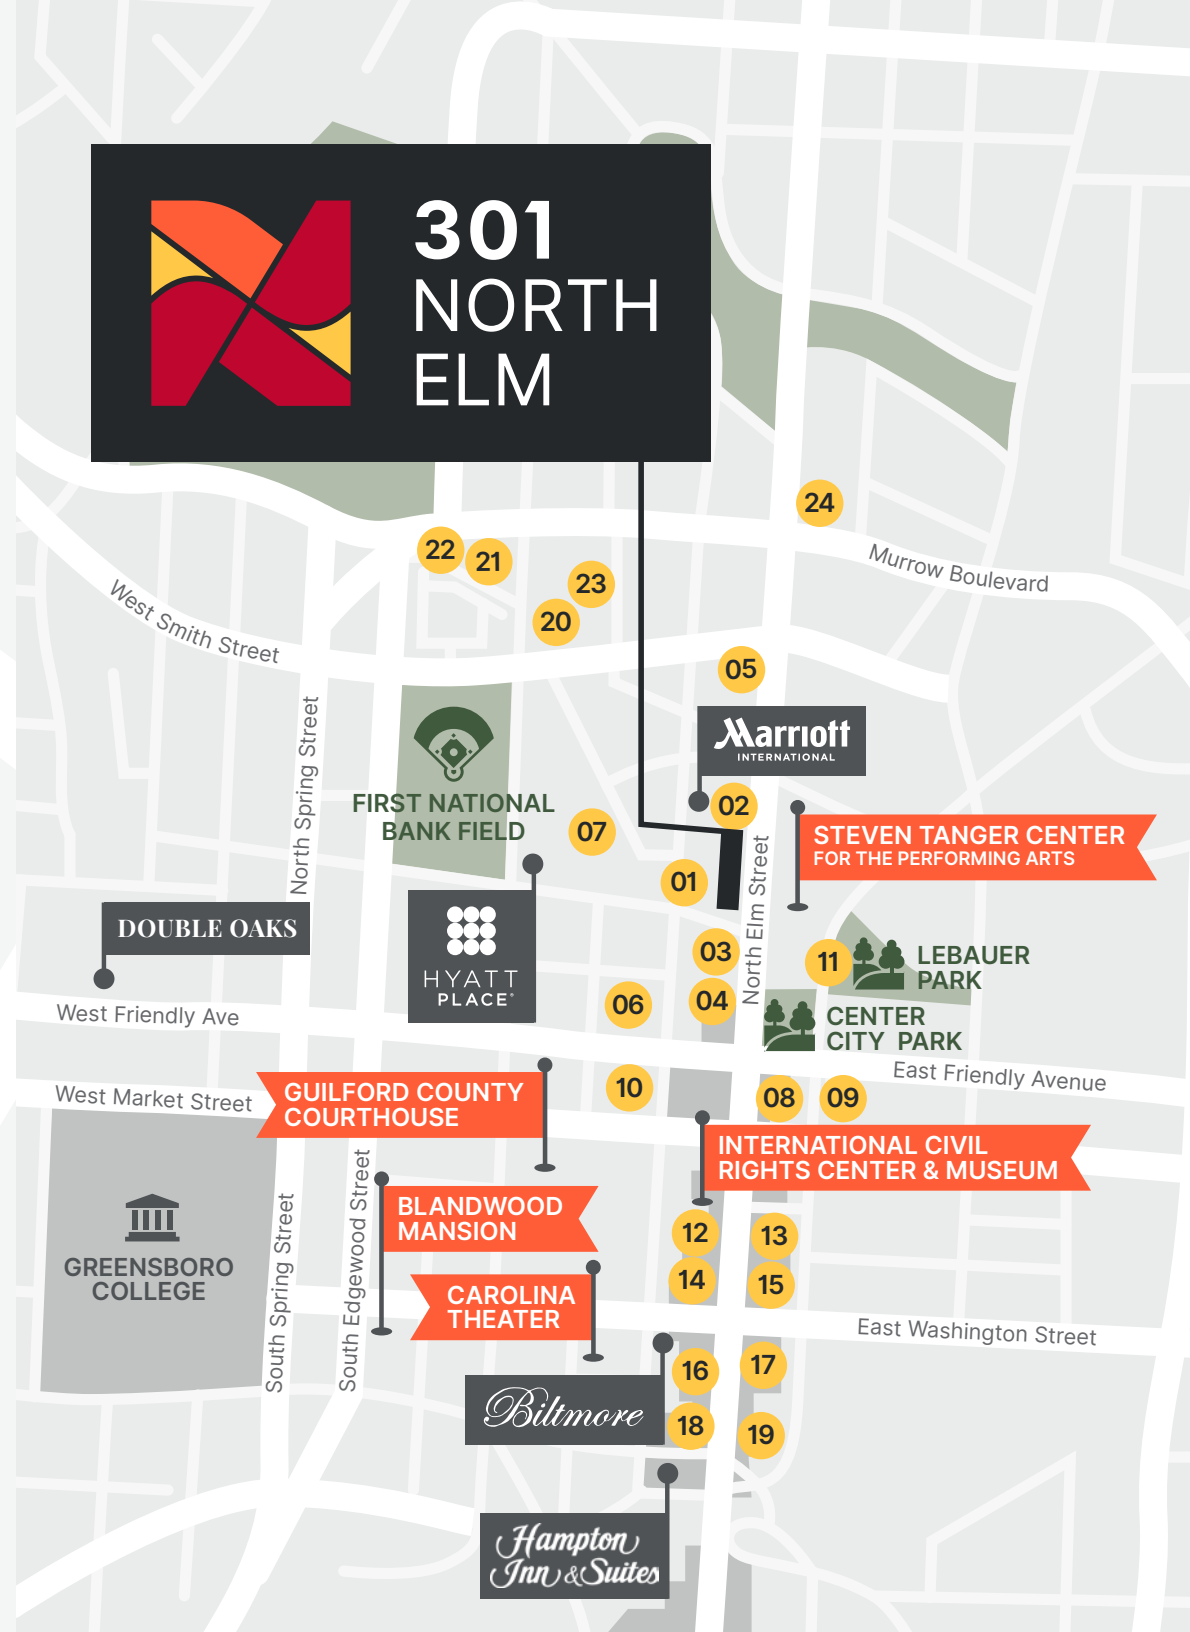 301
NORTH
ELM
24
22
21
23
20
Murrow Boulevard
West Smith Street
05
Marriott
INTERNATIONAL
North Spring Street
FIRST NATIONAL
BANK FIELD
07
02
STEVEN TANGER CENTER
FOR THE PERFORMING ARTS
01
North Elm Street
DOUBLE OAKS
HYATT
PLACE
03
11
LEBAUER
PARK
06
04
CENTER
CITY PARK
West Friendly Ave
East Friendly Avenue
10
08
09
West Market Street
GUILFORD COUNTY
COURTHOUSE
INTERNATIONAL CIVIL
RIGHTS CENTER & MUSEUM
BLANDWOOD
MANSION
12
13
GREENSBORO
COLLEGE
South Spring Street
South Edgewood Street
14
15
CAROLINA
THEATER
East Washington Street
16
17
Biltmore
18
19
Hampton
Inn & Suites